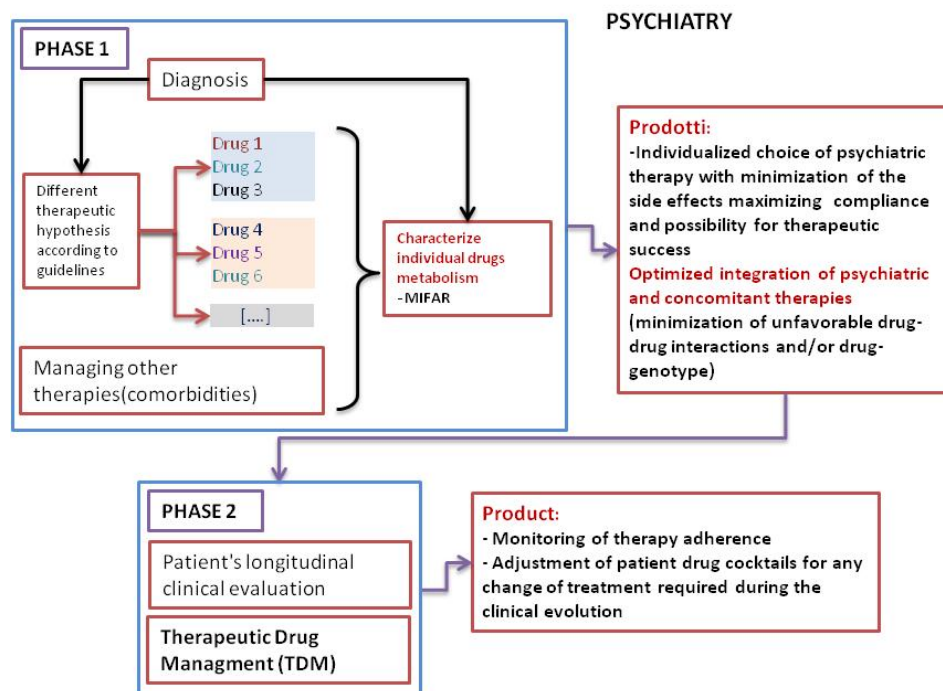 PSYCHIATRY
PHASE 1
Diagnosis
Different
therapeutic
hypothesis
according to
guidelines
Drug 1
Drug 2
Drug 3
Drug 4
Drug 5
Drug 6
[....]
Managing other
therapies(comorbidities)
Characterize
individual drugs
metabolism
-MIFAR
Prodotti:
-Individualized choice of psychiatric
therapy with minimization of the
side effects maximizing compliance
and possibility for therapeutic
success
Optimized integration of psychiatric
and concomitant therapies
(minimization of unfavorable drug-
drug interactions and/or drug-
genotype)
PHASE 2
Patient's longitudinal
clinical evaluation
Therapeutic Drug
Managment (TDM)
Product:
- Monitoring of therapy adherence
- Adjustment of patient drug cocktails for any
change of treatment required during the
clinical evolution